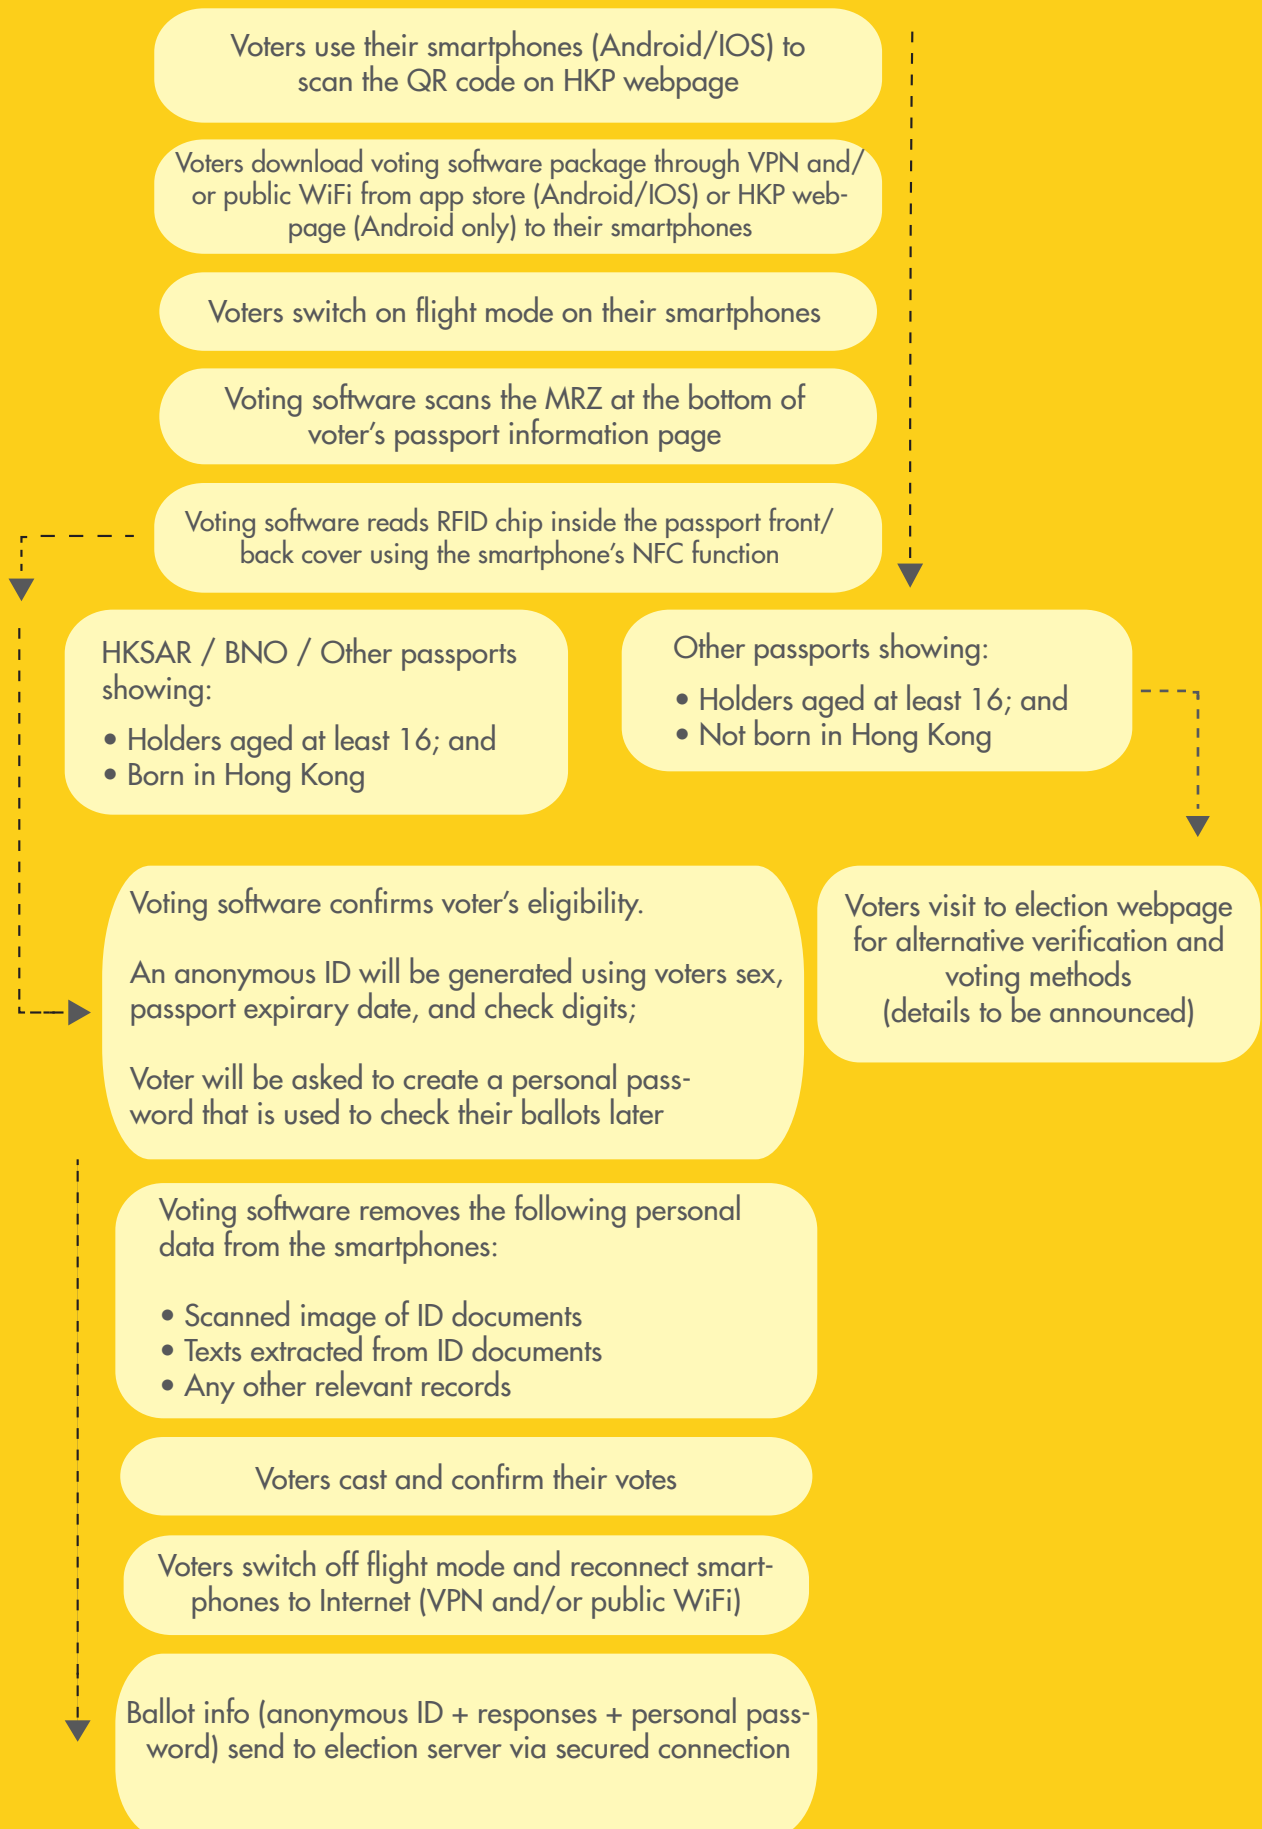 Voters use their smartphones (Android/IOS) to
scan the QR code on HKP webpage
Voters download voting software package through VPN and/
or public WiFi from app store (Android/IOS) or HKP web-
page (Android only) to their smartphones
Voters switch on flight mode on their smartphones
Voting software scans the MRZ at the bottom of
voter's passport information page
Voting software reads RFID chip inside the passport front/
back cover using the smartphone's NFC function
HKSAR / BNO / Other passports
showing:
• Holders aged at least 16; and
• Born in Hong Kong
Other passports showing:
• Holders aged at least 16; and
• Not born in Hong Kong
Voting software confirms voter's eligibility.
An anonymous ID will be generated using voters sex,
passport expirary date, and check digits;
Voter will be asked to create a personal pass-
word that is used to check their ballots later
Voters visit to election webpage
for alternative verification and
voting methods
(details to be announced)
Voting software removes the following personal
data from the smartphones:
• Scanned image of ID documents
• Texts extracted from ID documents
• Any other relevant records
Voters cast and confirm their votes
Voters switch off flight mode and reconnect smart-
phones to Internet (VPN and/or public WiFi)
Ballot info (anonymous ID + responses + personal pass-
word) send to election server via secured connection